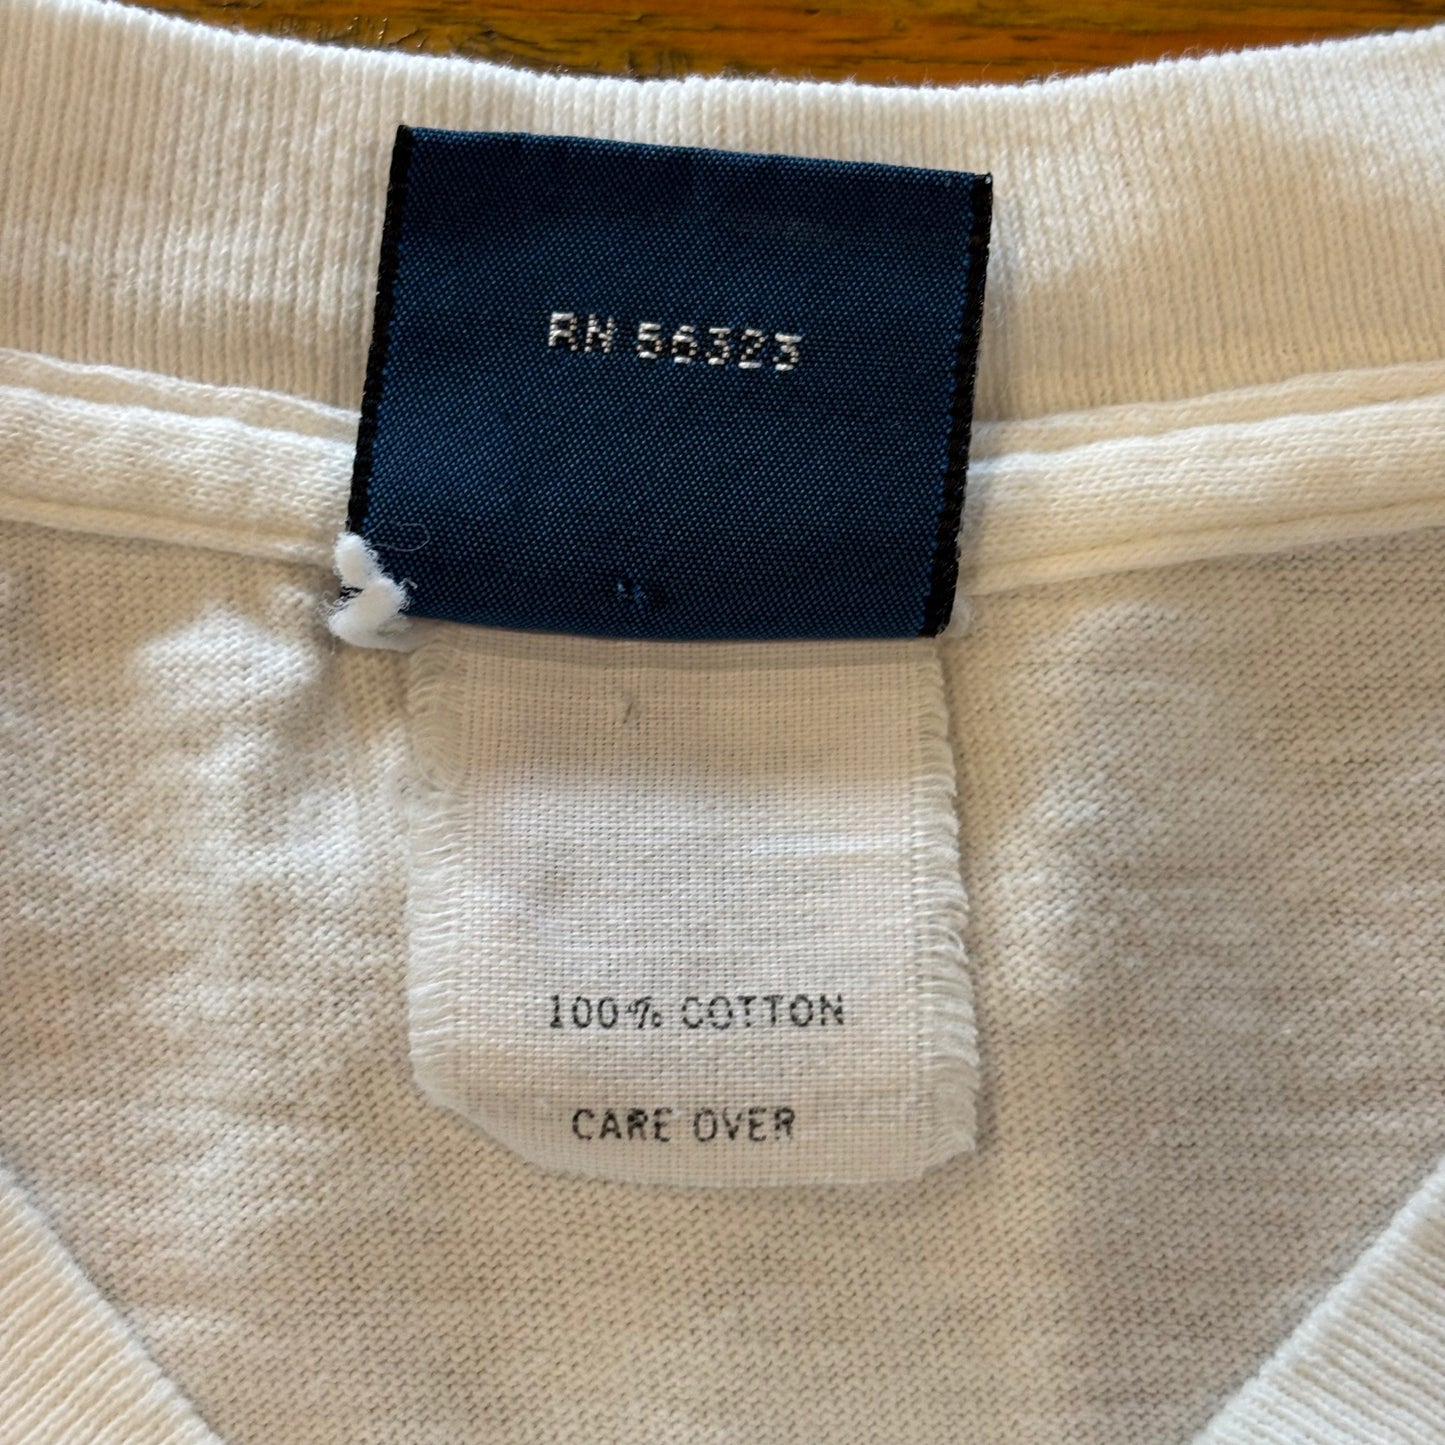 RN 56323
100% COTTON
CARE OVER